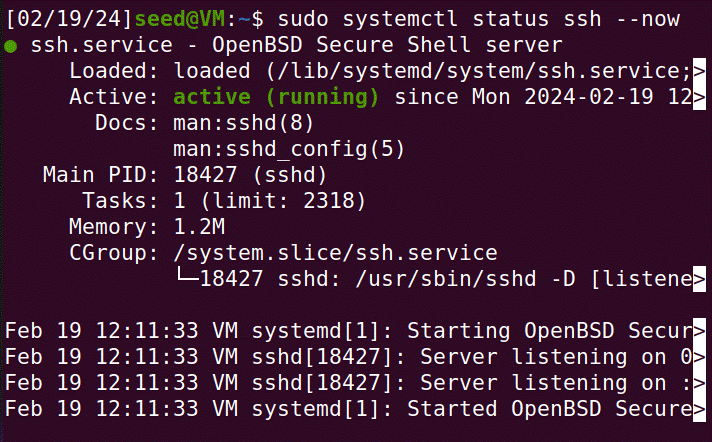 [02/19/24]seed@VM:~$ sudo systemctl status ssh --now
● ssh.service - OpenBSD Secure Shell server
     Loaded: loaded (/lib/systemd/system/ssh.service;>
     Active: active (running) since Mon 2024-02-19 12>
       Docs: man:sshd(8)
             man:sshd_config(5)
   Main PID: 18427 (sshd)
      Tasks: 1 (limit: 2318)
     Memory: 1.2M
     CGroup: /system.slice/ssh.service
             └─18427 sshd: /usr/sbin/sshd -D [listene>
Feb 19 12:11:33 VM systemd[1]: Starting OpenBSD Secur>
Feb 19 12:11:33 VM sshd[18427]: Server listening on 0>
Feb 19 12:11:33 VM sshd[18427]: Server listening on :>
Feb 19 12:11:33 VM systemd[1]: Started OpenBSD Secure>